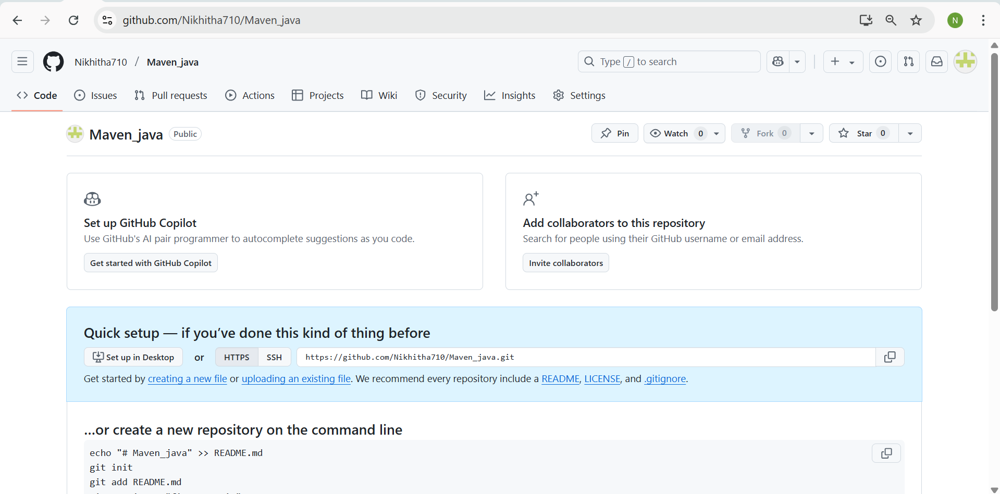 github.com/Nikhitha710/Maven_java
N
Nikhitha710 / Maven_java
Type / to search
Code Issues Pull requests Actions Projects Wiki Security Insights Settings
Maven_java Public
Pin Watch 0 Fork 0 Star 0
Set up GitHub Copilot
Use GitHub's AI pair programmer to autocomplete suggestions as you code.
Get started with GitHub Copilot
Add collaborators to this repository
Search for people using their GitHub username or email address.
Invite collaborators
Quick setup — if you’ve done this kind of thing before
Set up in Desktop or HTTPS SSH https://github.com/Nikhitha710/Maven_java.git
Get started by creating a new file or uploading an existing file. We recommend every repository include a README, LICENSE, and .gitignore.
…or create a new repository on the command line
echo "# Maven_java" >> README.md
git init
git add README.md